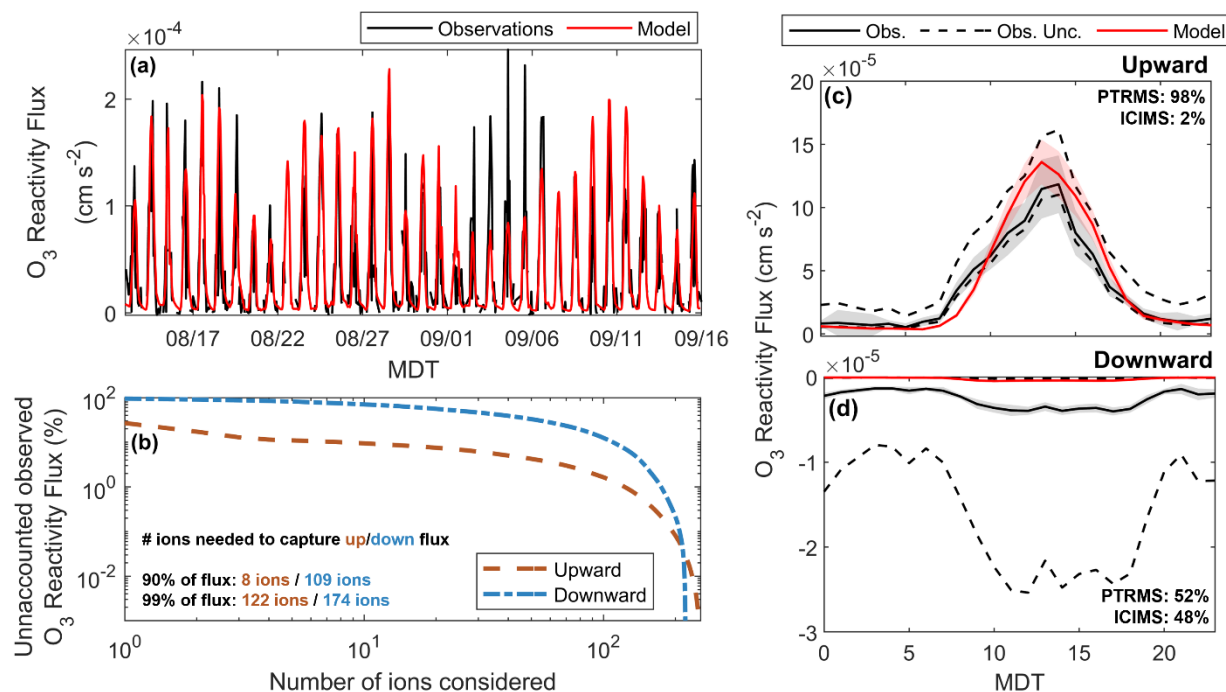 Observations Model
×10⁻⁴
(a)
O₃ Reactivity Flux
(cm s⁻²)
2
1
0
08/17 08/22 08/27 09/01 09/06 09/11 09/16
MDT
Unnaccounted observed
O₃ Reactivity Flux (%)
10²
10⁰
10⁻²
(b)
# ions needed to capture up/down flux
90% of flux: 8 ions / 109 ions
99% of flux: 122 ions / 174 ions
Upward
Downward
10⁰ 10¹ 10²
Number of ions considered
Obs. Obs. Unc. Model
×10⁻⁵
Upward
(c)
PTRMS: 98%
ICIMS: 2%
20
15
10
5
0
O₃ Reactivity Flux (cm s⁻²)
×10⁻⁵
Downward
(d)
0
-1
-2
-3
PTRMS: 52%
ICIMS: 48%
0 5 10 15 20
MDT